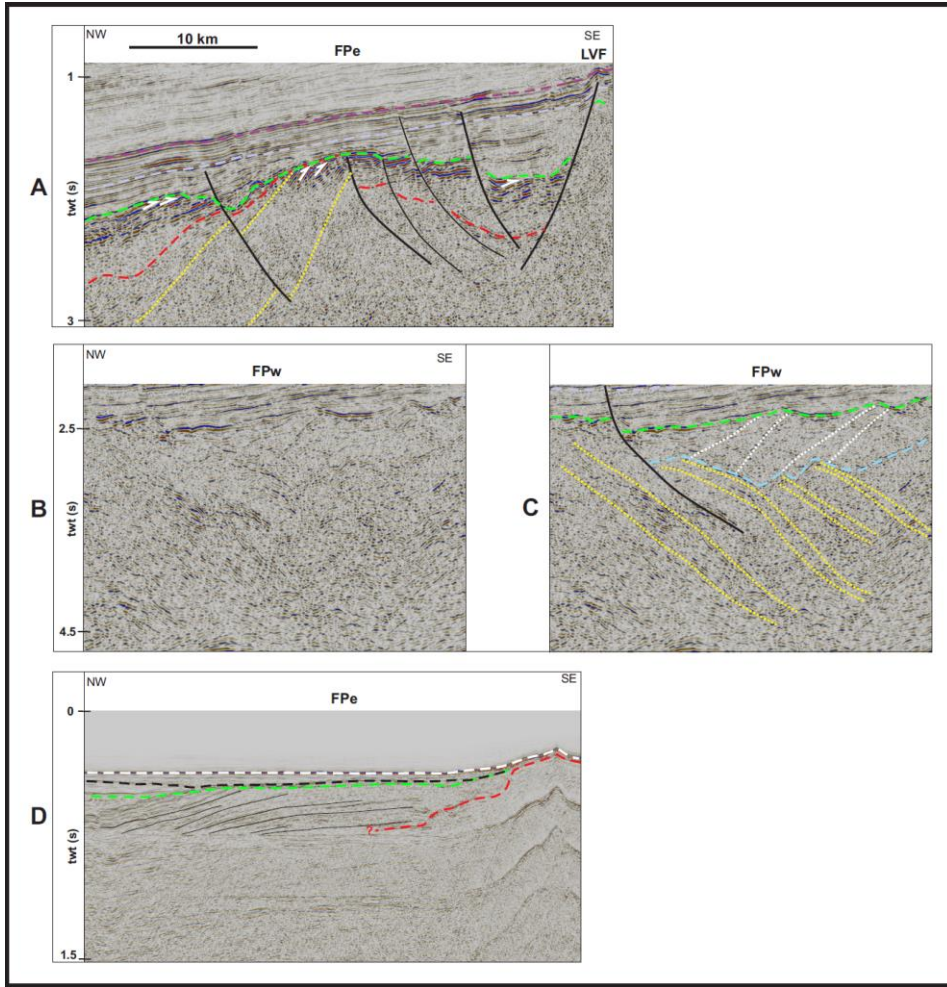 NW
SE
10 km
FPe
LVF
1
A
twt (s)
3
NW
SE
FPw
2.5
B
twt (s)
4.5
FPw
C
NW
SE
FPe
0
D
twt (s)
?
1.5